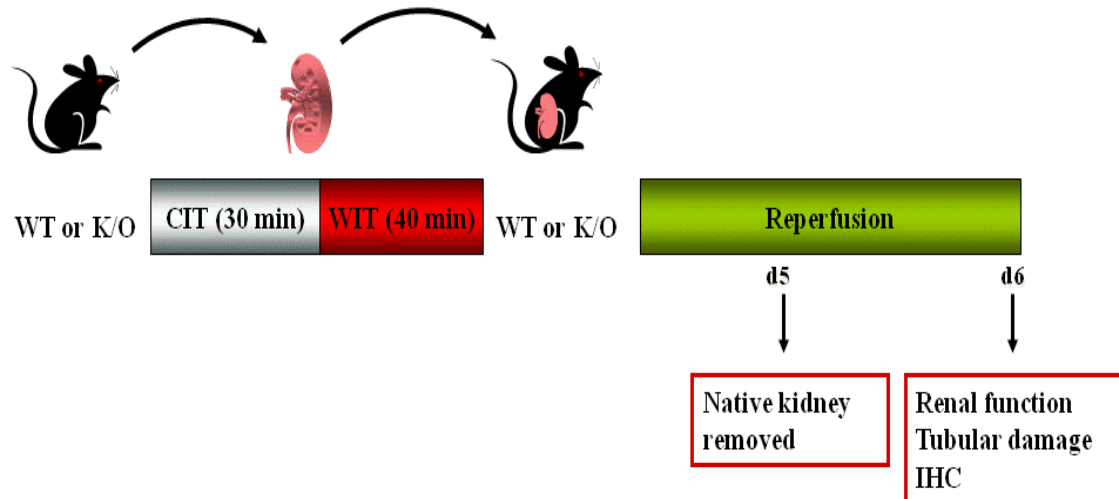 WT or K/O
CIT (30 min)
WIT (40 min)
WT or K/O
Reperfusion
d5
d6
Native kidney
removed
Renal function
Tubular damage
IHC